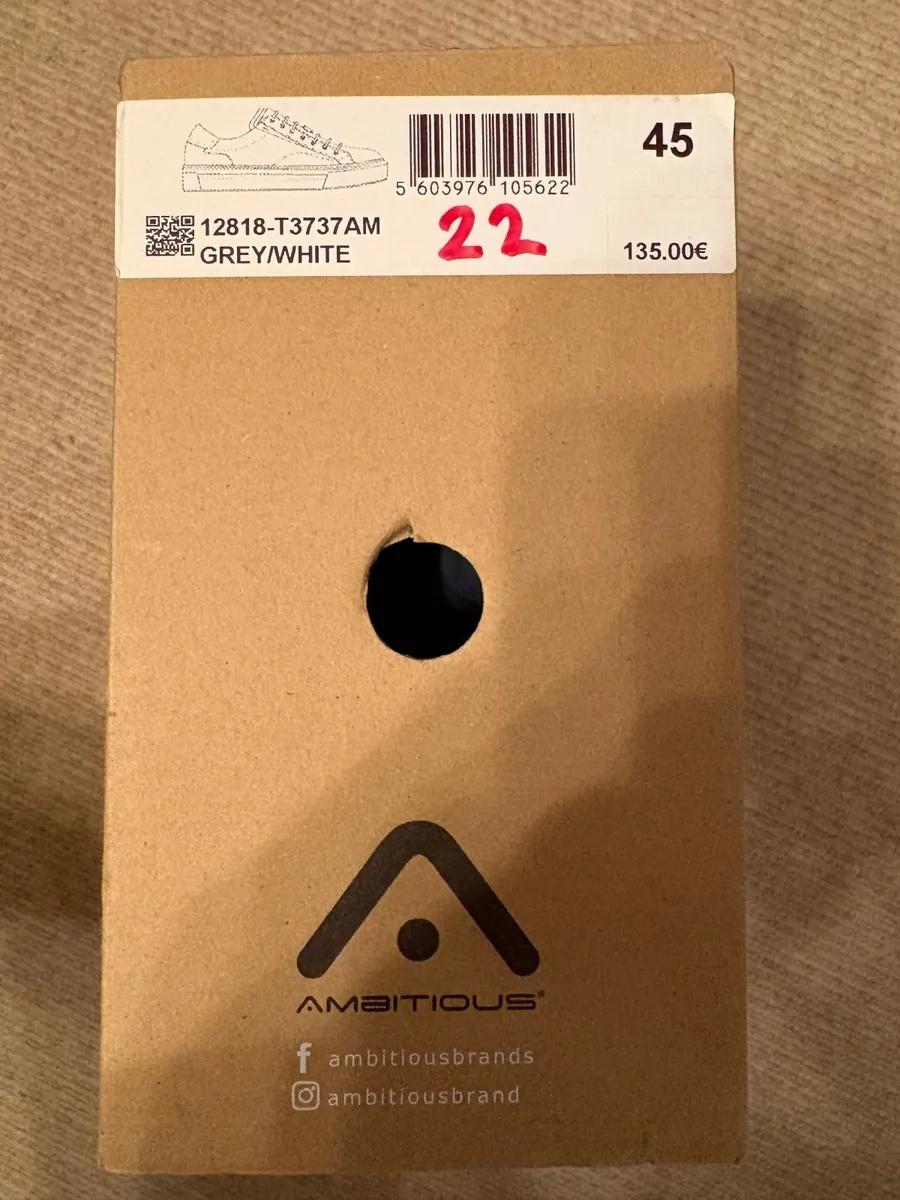 45
5 603976 105622
12818-T3737AM
GREY/WHITE
22
135.00€
AMBITIOUS®
ambitiousbrands
ambitiousbrand